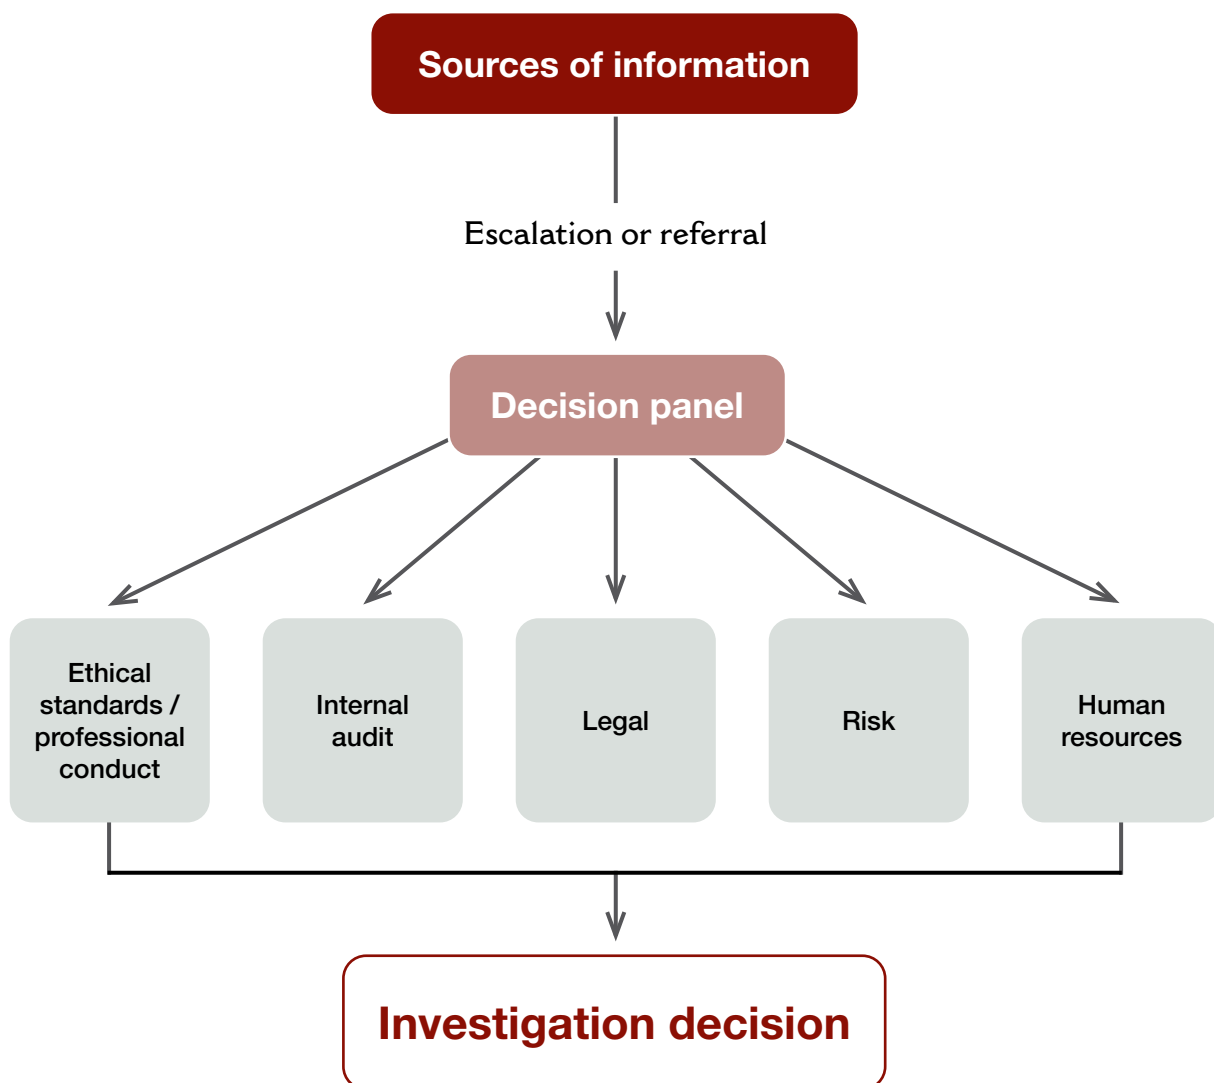 Sources of information
Escalation or referral
Decision panel
Ethical
standards /
professional
conduct
Internal
audit
Legal
Risk
Human
resources
Investigation decision